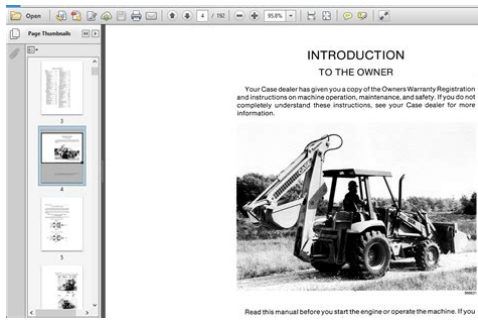 Open
4 / 192
95.8%
Page Thumbnails
3
4
5
INTRODUCTION
TO THE OWNER
Your Case dealer has given you a copy of the Owners Warranty Registration
and instructions on machine operation, maintenance, and safety. If you do not
completely understand these instructions, see your Case dealer for more
information.
CASE
Read this manual before you start the engine or operate the machine. If you